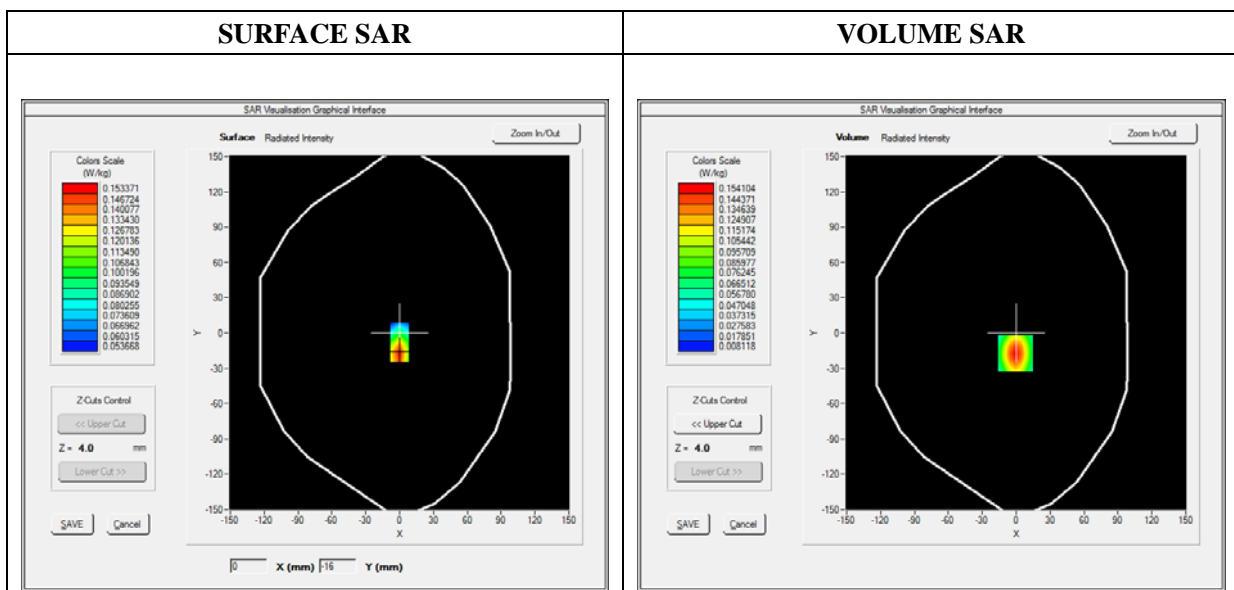 SURFACE SAR
VOLUME SAR
SAR Visualisation Graphical Interface
Surface Radiated Intensity
Zoom In/Out
Colors Scale
(W/kg)
0.153371
0.146724
0.140077
0.133430
0.126783
0.120136
0.113490
0.106843
0.100196
0.093549
0.086902
0.080255
0.073609
0.066962
0.060315
0.053668
Z-Cuts Control
<< Upper Cut
Z = 4.0 mm
Lower Cut >>
SAVE Cancel
150
120
90
60
30
0
-30
-60
-90
-120
-150
Y
-150 -120 -90 -60 -30 0 30 60 90 120 150
X
0 X (mm) -16 Y (mm)
SAR Visualisation Graphical Interface
Volume Radiated Intensity
Zoom In/Out
Colors Scale
(W/kg)
0.154104
0.144371
0.134639
0.124907
0.115174
0.105442
0.095709
0.085977
0.076245
0.066512
0.056780
0.047048
0.037315
0.027583
0.017851
0.008118
Z-Cuts Control
<< Upper Cut
Z = 4.0 mm
Lower Cut >>
SAVE Cancel
150
120
90
60
30
0
-30
-60
-90
-120
-150
Y
-150 -120 -90 -60 -30 0 30 60 90 120 150
X